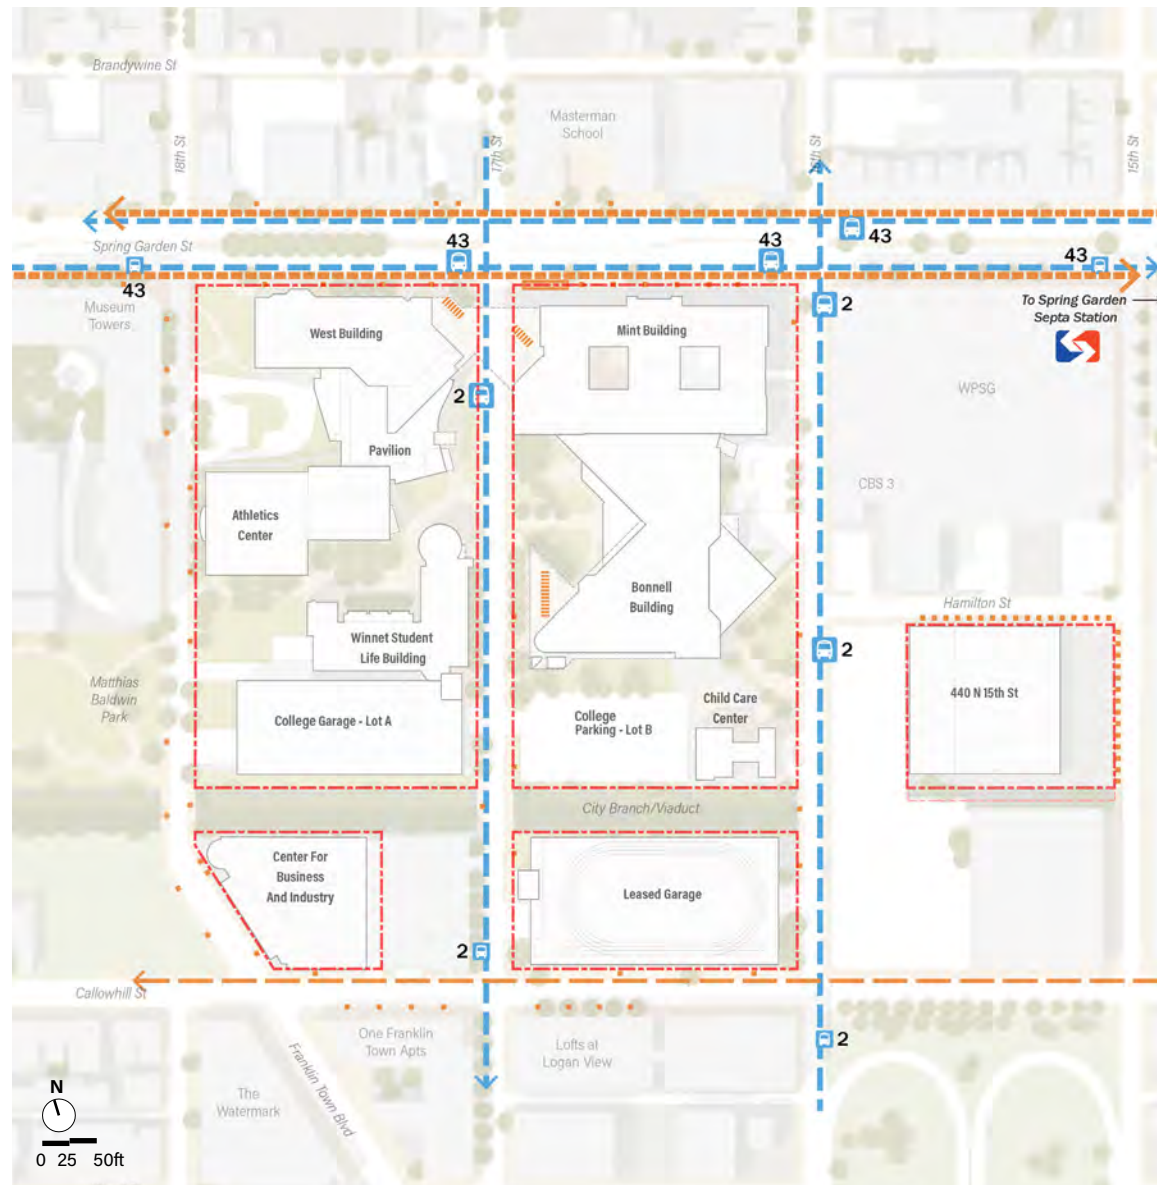 Brandywine St
18th St
17th St
16th St
15th St
Masterman
School
43
Spring Garden St
43
43
43
43
Museum
Towers
To Spring Garden
Septa Station
2
West Building
Mint Building
WPSG
2
Pavilion
CBS 3
Athletics
Center
Bonnell
Building
Hamilton St
Winnet Student
Life Building
2
Matthias
Baldwin
Park
440 N 15th St
College Garage - Lot A
College
Parking - Lot B
Child Care
Center
City Branch/Viaduct
Center For
Business
And Industry
Leased Garage
2
Callowhill St
One Franklin
Town Apts
Lofts at
Logan View
2
Franklin Town Blvd
The
Watermark
N
0 25 50ft